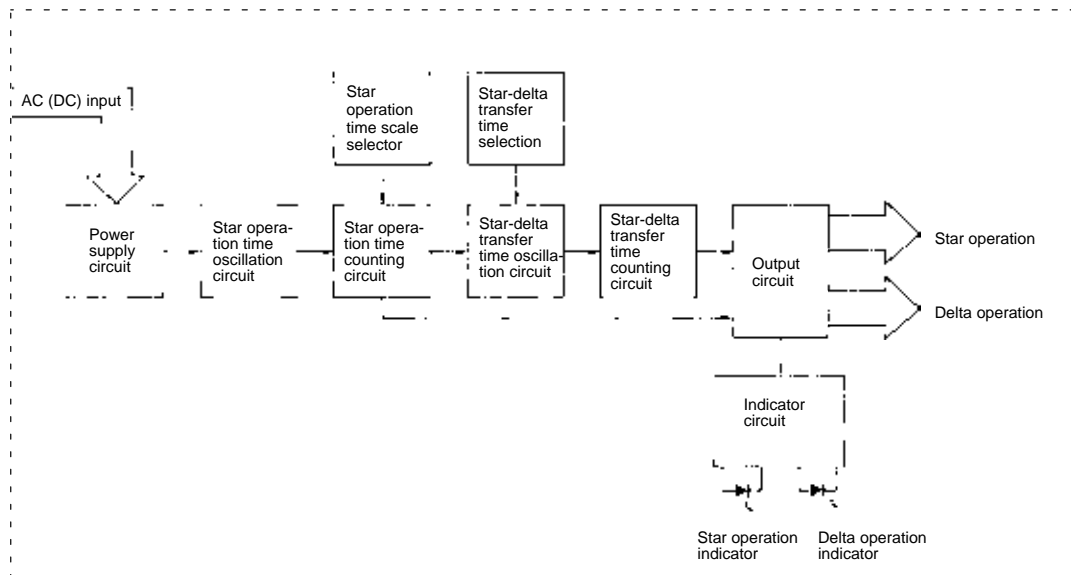 AC (DC) input
Star
operation
time scale
selector
Star-delta
transfer
time
selection
Power
supply
circuit
Star opera-
tion time
oscillation
circuit
Star opera-
tion time
counting
circuit
Star-delta
transfer
time oscilla-
tion circuit
Star-delta
transfer
time
counting
circuit
Output
circuit
Star operation
Delta operation
Indicator
circuit
Star operation
indicator
Delta operation
indicator